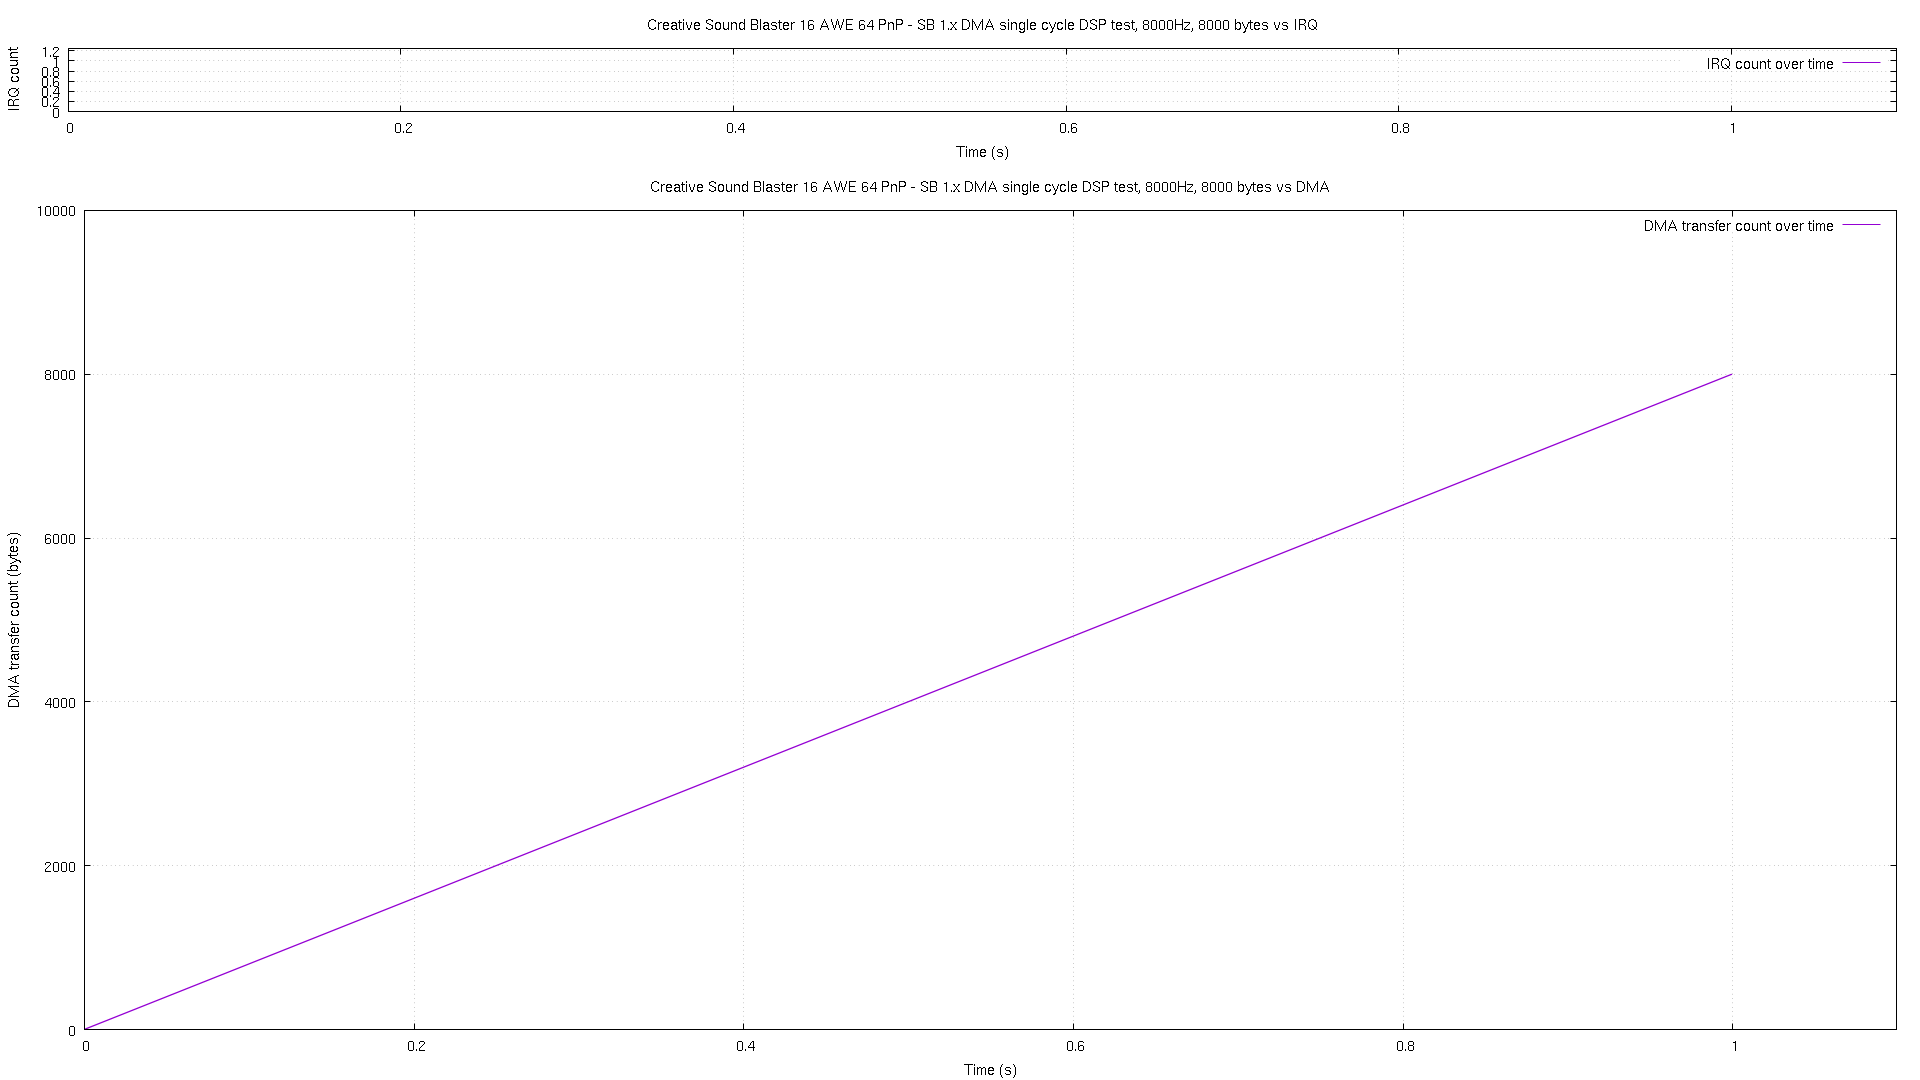 Creative Sound Blaster 16 AWE 64 PnP - SB 1.x DMA single cycle DSP test, 8000Hz, 8000 bytes vs IRQ
IRQ count
1.2
1
0.8
0.6
0.4
0.2
0
IRQ count over time
0 0.2 0.4 0.6 0.8 1
Time (s)
Creative Sound Blaster 16 AWE 64 PnP - SB 1.x DMA single cycle DSP test, 8000Hz, 8000 bytes vs DMA
DMA transfer count (bytes)
10000
8000
6000
4000
2000
0
DMA transfer count over time
0 0.2 0.4 0.6 0.8 1
Time (s)